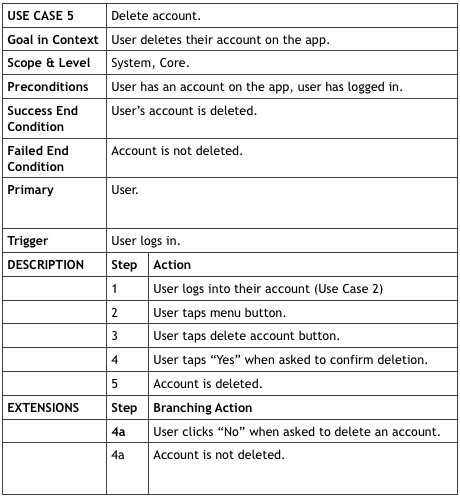 USE CASE 5 Delete account.
Goal in Context User deletes their account on the app.
Scope & Level System, Core.
Preconditions User has an account on the app, user has logged in.
Success End Condition User’s account is deleted.
Failed End Condition Account is not deleted.
Primary User.
Trigger User logs in.
DESCRIPTION Step Action
1 User logs into their account (Use Case 2)
2 User taps menu button.
3 User taps delete account button.
4 User taps “Yes” when asked to confirm deletion.
5 Account is deleted.
EXTENSIONS Step Branching Action
4a User clicks “No” when asked to delete an account.
4a Account is not deleted.